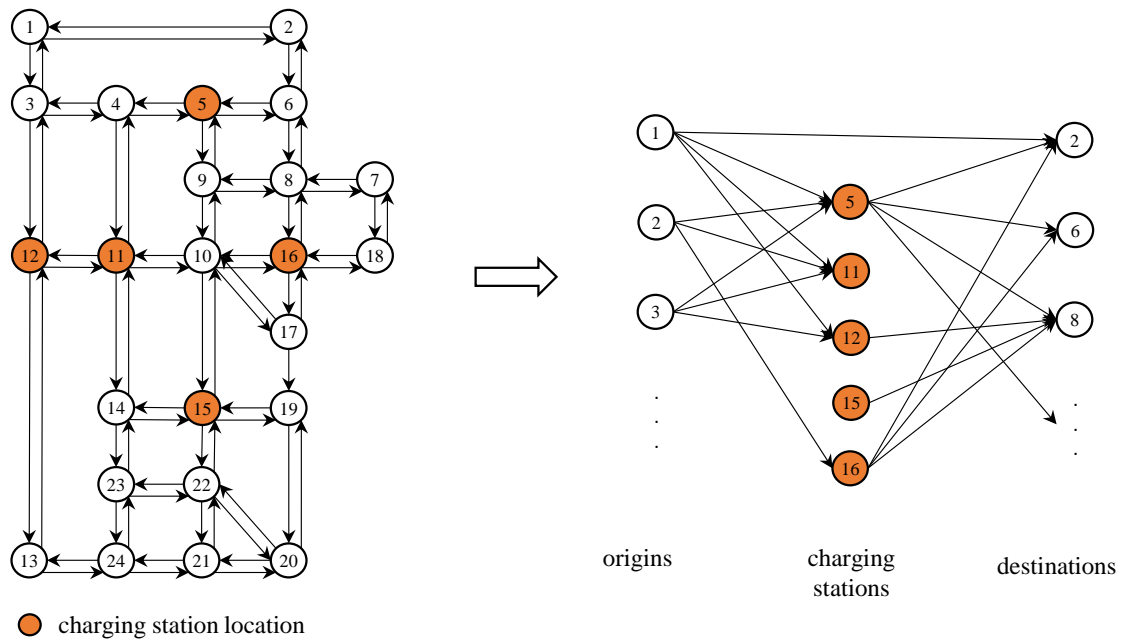 1 2
3 4 5 6
9 8 7
12 11 10 16 18
17
14 15 19
23 22
13 24 21 20
charging station location
1
2
3
.
.
.
5
11
12
15
16
2
6
8
.
.
.
origins
charging
stations
destinations